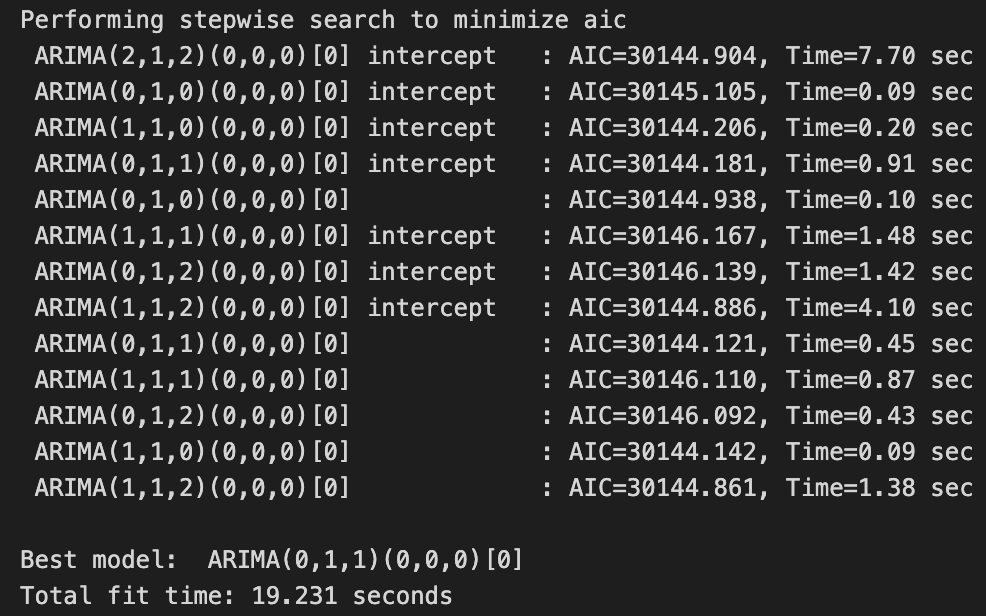 Performing stepwise search to minimize aic
ARIMA(2,1,2)(0,0,0)[0] intercept   : AIC=30144.904, Time=7.70 sec
ARIMA(0,1,0)(0,0,0)[0] intercept   : AIC=30145.105, Time=0.09 sec
ARIMA(1,1,0)(0,0,0)[0] intercept   : AIC=30144.206, Time=0.20 sec
ARIMA(0,1,1)(0,0,0)[0] intercept   : AIC=30144.181, Time=0.91 sec
ARIMA(0,1,0)(0,0,0)[0]             : AIC=30144.938, Time=0.10 sec
ARIMA(1,1,1)(0,0,0)[0] intercept   : AIC=30146.167, Time=1.48 sec
ARIMA(0,1,2)(0,0,0)[0] intercept   : AIC=30146.139, Time=1.42 sec
ARIMA(1,1,2)(0,0,0)[0] intercept   : AIC=30144.886, Time=4.10 sec
ARIMA(0,1,1)(0,0,0)[0]             : AIC=30144.121, Time=0.45 sec
ARIMA(1,1,1)(0,0,0)[0]             : AIC=30146.110, Time=0.87 sec
ARIMA(0,1,2)(0,0,0)[0]             : AIC=30146.092, Time=0.43 sec
ARIMA(1,1,0)(0,0,0)[0]             : AIC=30144.142, Time=0.09 sec
ARIMA(1,1,2)(0,0,0)[0]             : AIC=30144.861, Time=1.38 sec
Best model:  ARIMA(0,1,1)(0,0,0)[0]
Total fit time: 19.231 seconds